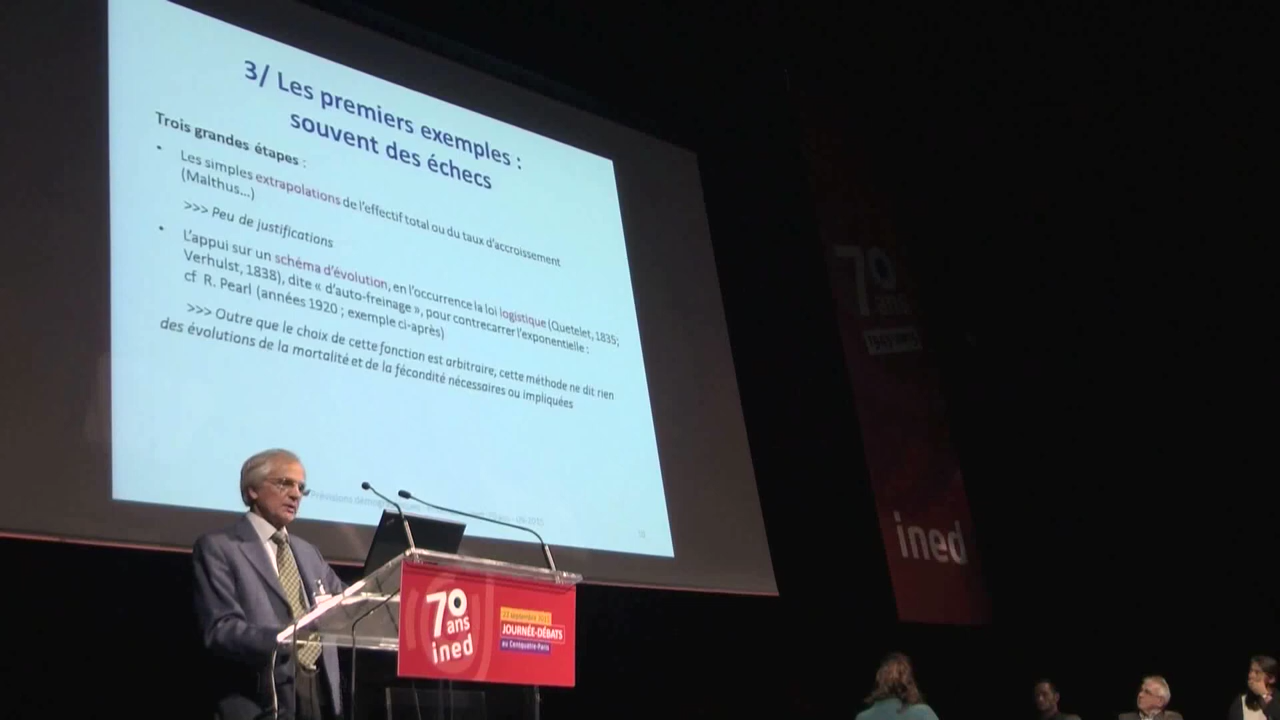 3/ Les premiers exemples :
souvent des échecs
Trois grandes étapes :
• Les simples extrapolations de l'effectif total ou du taux d'accroissement
(Malthus...)
>>> Peu de justifications
• L'appui sur un schéma d'évolution, en l'occurrence la loi logistique (Quetelet, 1835;
Verhulst, 1838), dite « d'auto-freinage », pour contrecarrer l'exponentielle :
cf R. Pearl (années 1920 ; exemple ci-après)
>>> Outre que le choix de cette fonction est arbitraire, cette méthode ne dit rien
des évolutions de la mortalité et de la fécondité nécessaires ou impliquées
70
ans
ined
70
ans
ined
JOURNÉE-DÉBATS
au Centquatre-Paris